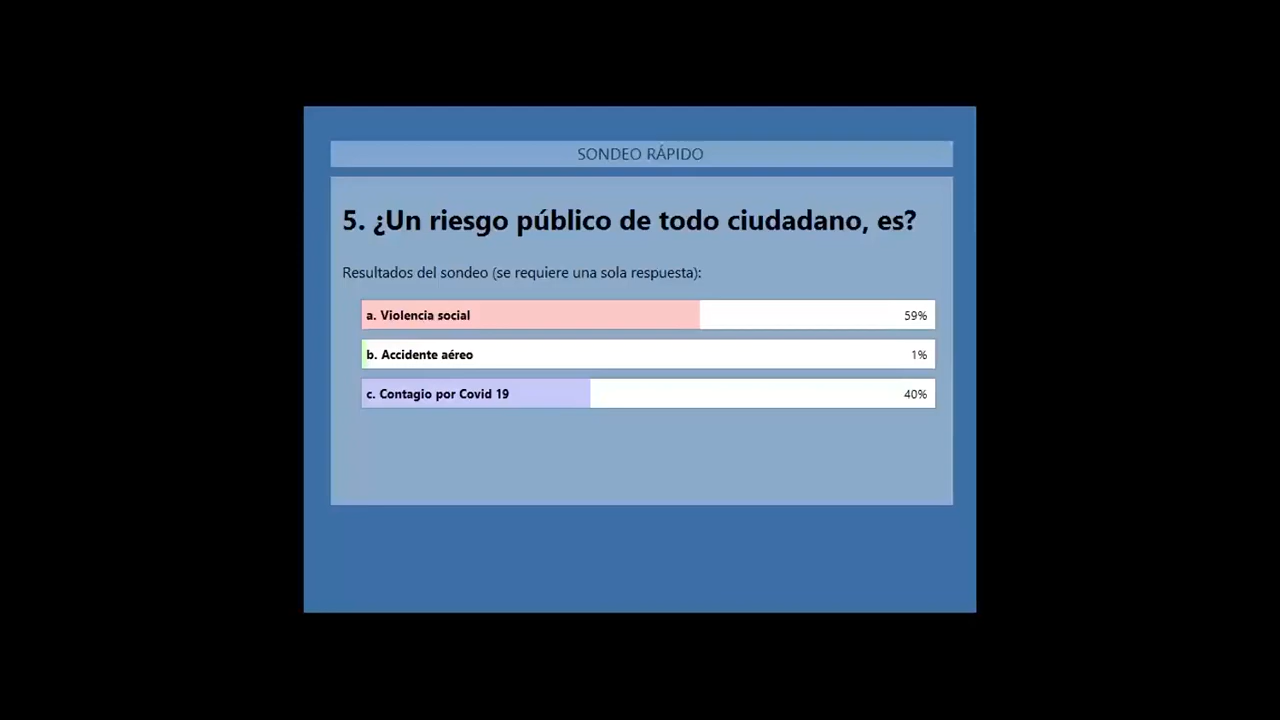 SONDEO RÁPIDO
5. ¿Un riesgo público de todo ciudadano, es?
Resultados del sondeo (se requiere una sola respuesta):
a. Violencia social 59%
b. Accidente aéreo 1%
c. Contagio por Covid 19 40%